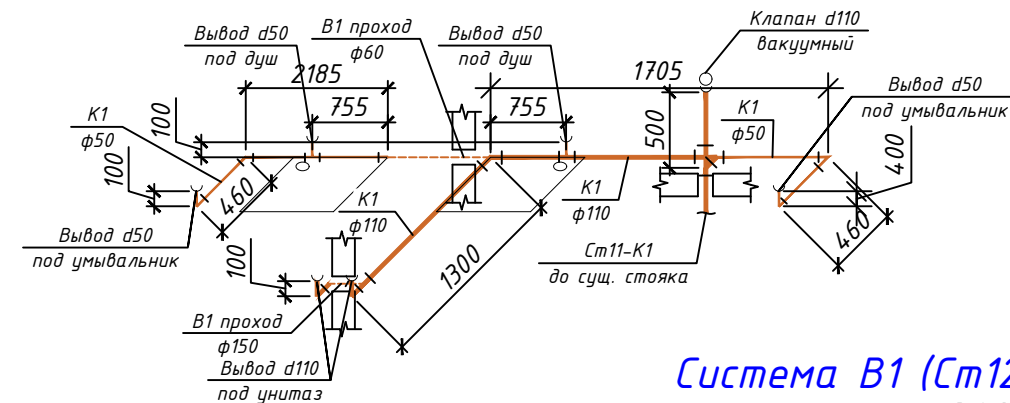 Клапан d110
вакуумный
Вывод d50
под душ
В1 проход
ф60
Вывод d50
под душ
2185
1705
Вывод d50
под умывальник
755
755
К1
ф50
100
500
К1
ф50
100
400
460
К1
ф110
К1
ф110
460
Вывод d50
под умывальник
100
1300
Ст11-К1
до сущ. стояка
В1 проход
ф150
Вывод d110
под унитаз
Система В1 (Ст12